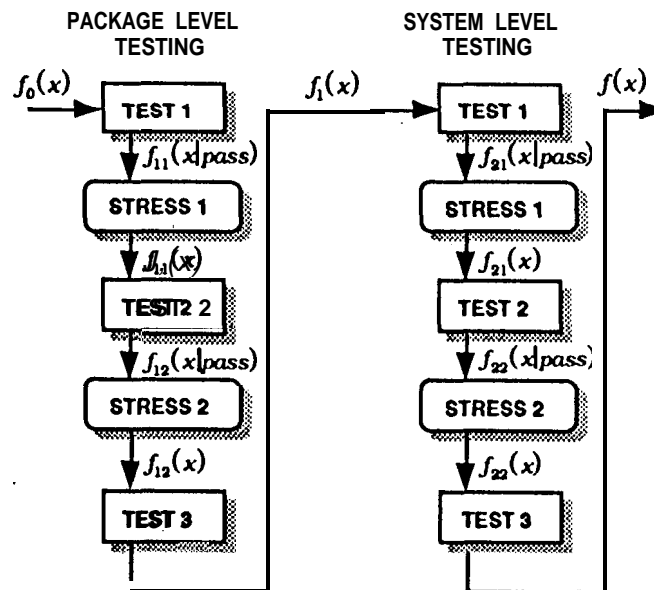 PACKAGE LEVEL
TESTING
f₀(x)
TEST 1
f₁₁(x|pass)
STRESS 1
f₁₁(x)
TEST 2
f₁₂(x|pass)
STRESS 2
f₁₂(x)
TEST 3
f₁(x)
SYSTEM LEVEL
TESTING
TEST 1
f₂₁(x|pass)
STRESS 1
f₂₁(x)
TEST 2
f₂₂(x|pass)
STRESS 2
f₂₂(x)
TEST 3
f(x)